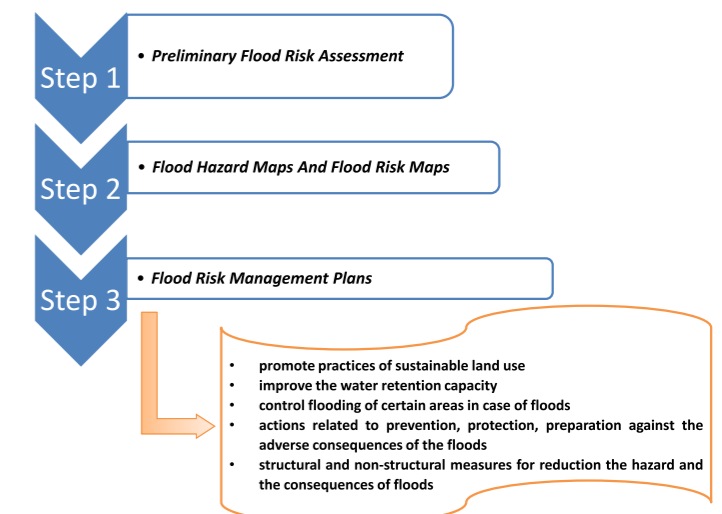 Step 1
• Preliminary Flood Risk Assessment
Step 2
• Flood Hazard Maps And Flood Risk Maps
Step 3
• Flood Risk Management Plans
• promote practices of sustainable land use
• improve the water retention capacity
• control flooding of certain areas in case of floods
• actions related to prevention, protection, preparation against the
adverse consequences of the floods
• structural and non-structural measures for reduction the hazard and
the consequences of floods